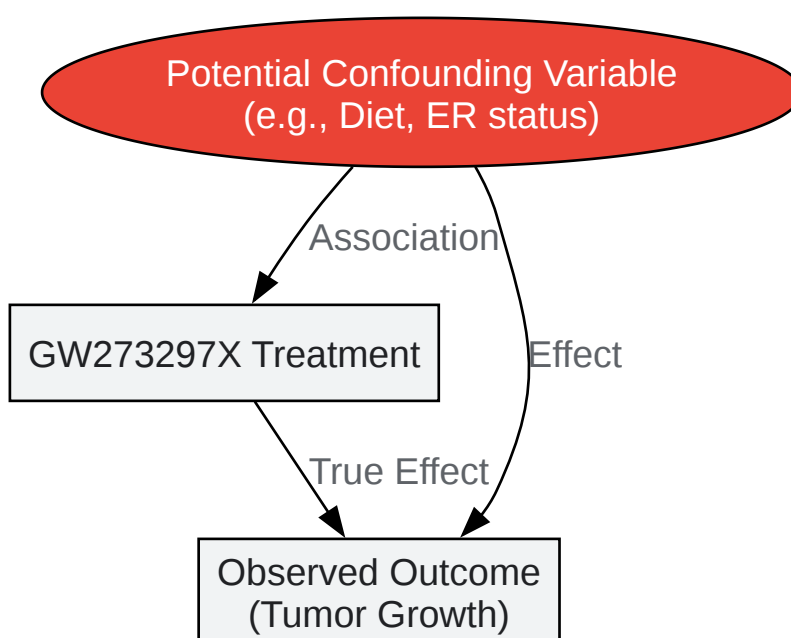 Potential Confounding Variable
(e.g., Diet, ER status)
Association
GW273297X Treatment
Effect
True Effect
Observed Outcome
(Tumor Growth)